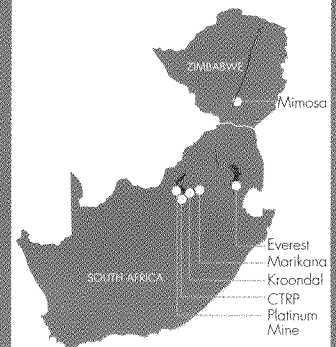 ZIMBABWE
Mimosa
Everest
Marikana
Kroondal
CTRP
Platinum
Mine
SOUTH AFRICA